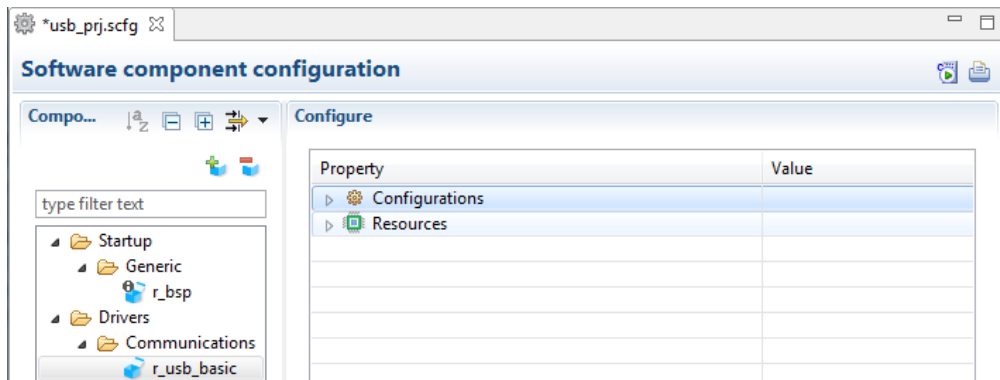 *usb_prj.scfg
Software component configuration
Compo...
Configure
type filter text
Startup
Generic
r_bsp
Drivers
Communications
r_usb_basic
Property Value
Configurations
Resources